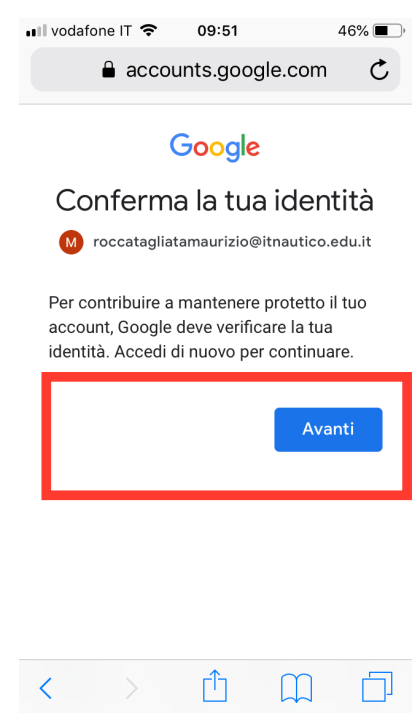 vodafone IT 09:51 46%
accounts.google.com
Google
Conferma la tua identità
M roccatagliatamaurizio@itnautico.edu.it
Per contribuire a mantenere protetto il tuo
account, Google deve verificare la tua
identità. Accedi di nuovo per continuare.
Avanti